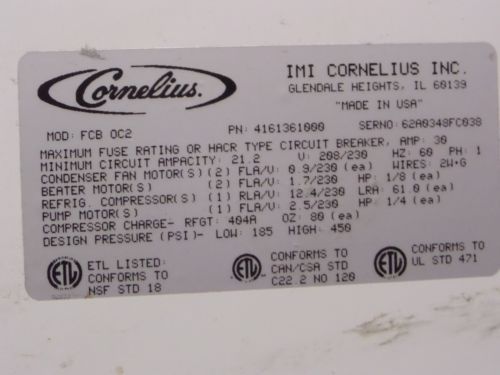 Cornelius.
IMI CORNELIUS INC.
GLENDALE HEIGHTS, IL 60139
"MADE IN USA"
MOD: FCB OC2 PN: 4161361000 SERNO: 62A0348FC038
MAXIMUM FUSE RATING OR HACR TYPE CIRCUIT BREAKER, AMP: 30
MINIMUM CIRCUIT AMPACITY: 21.2 V: 208/230 HZ: 60 PH: 1
CONDENSER FAN MOTOR(S) (2) FLA/V: 0.9/230 (ea) WIRES: 2W+G
BEATER MOTOR(S) (2) FLA/V: 1.7/230 HP: 1/8 (ea)
REFRIG. COMPRESSOR(S) (1) RLA/V: 12.4/230 LRA: 61.0 (ea)
PUMP MOTOR(S) (1) FLA/V: 2.5/230 HP: 1/4 (ea)
COMPRESSOR CHARGE- RFGT: 404A OZ: 80 (ea)
DESIGN PRESSURE (PSI)- LOW: 185 HIGH: 450
ETL
ETL LISTED:
CONFORMS TO
NSF STD 18
ETL
CONFORMS TO
CAN/CSA STD
C22.2 NO 120
ETL
CONFORMS TO
UL STD 471